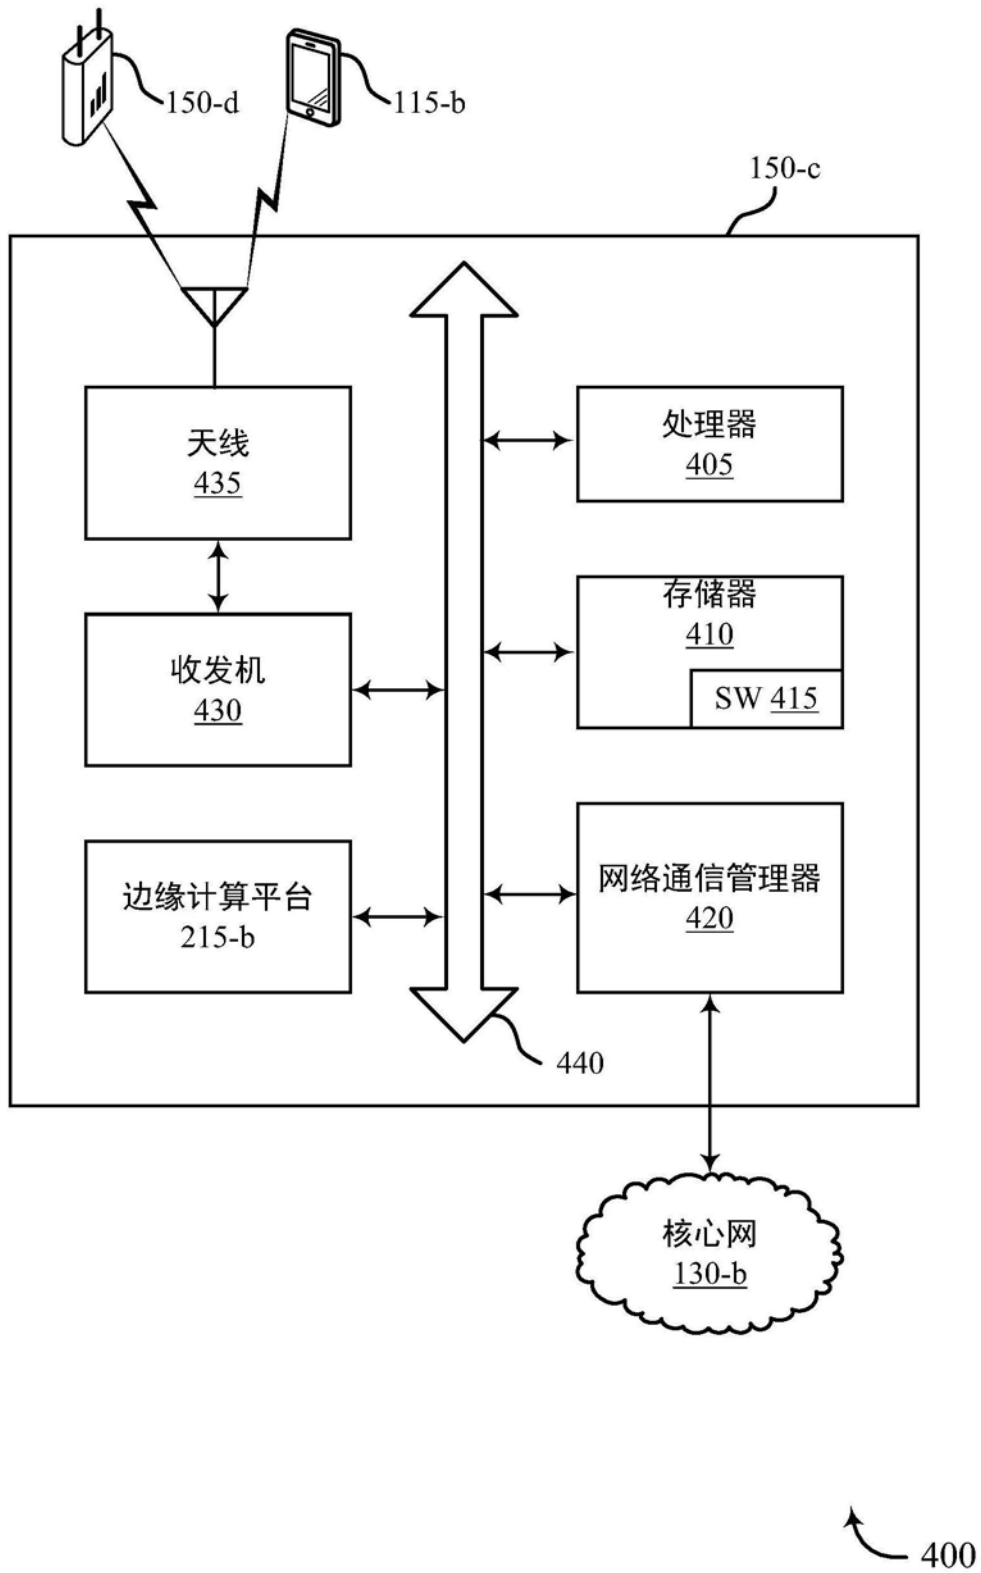 150-d
115-b
150-c
天线
435
处理器
405
收发机
430
存储器
410
SW 415
边缘计算平台
215-b
网络通信管理器
420
440
核心网
130-b
400